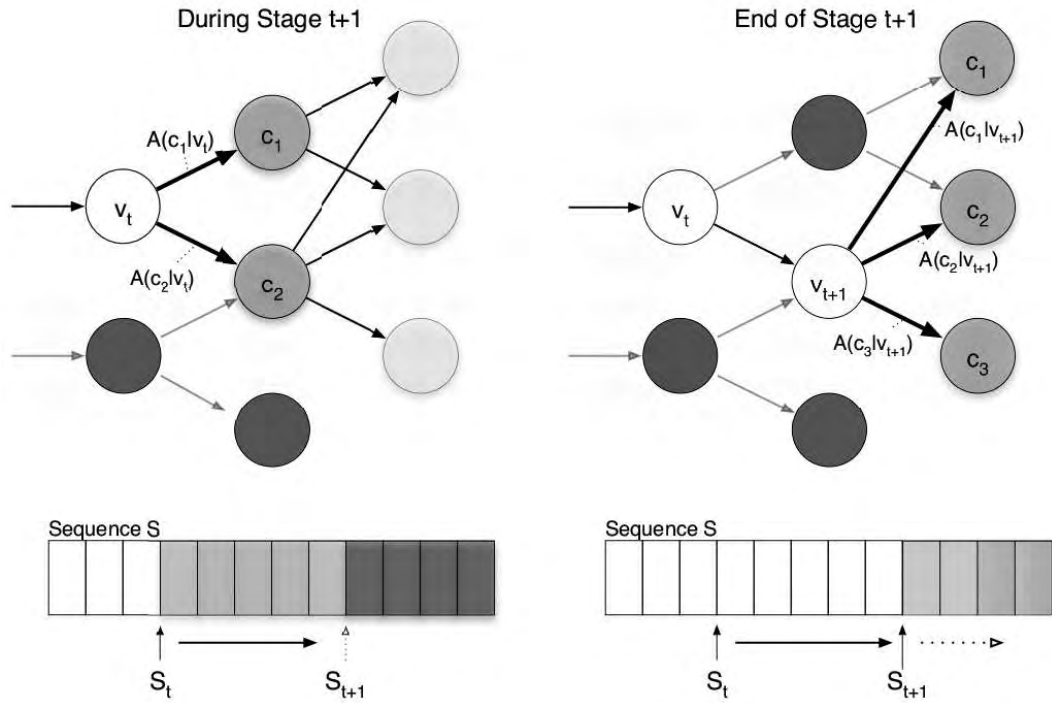 During Stage t+1
c₁
A(c₁|vₜ)
vₜ
A(c₂|vₜ)
c₂
Sequence S
Sₜ
Sₜ₊₁
End of Stage t+1
c₁
A(c₁|vₜ₊₁)
vₜ
c₂
A(c₂|vₜ₊₁)
vₜ₊₁
A(c₃|vₜ₊₁)
c₃
Sequence S
Sₜ
Sₜ₊₁